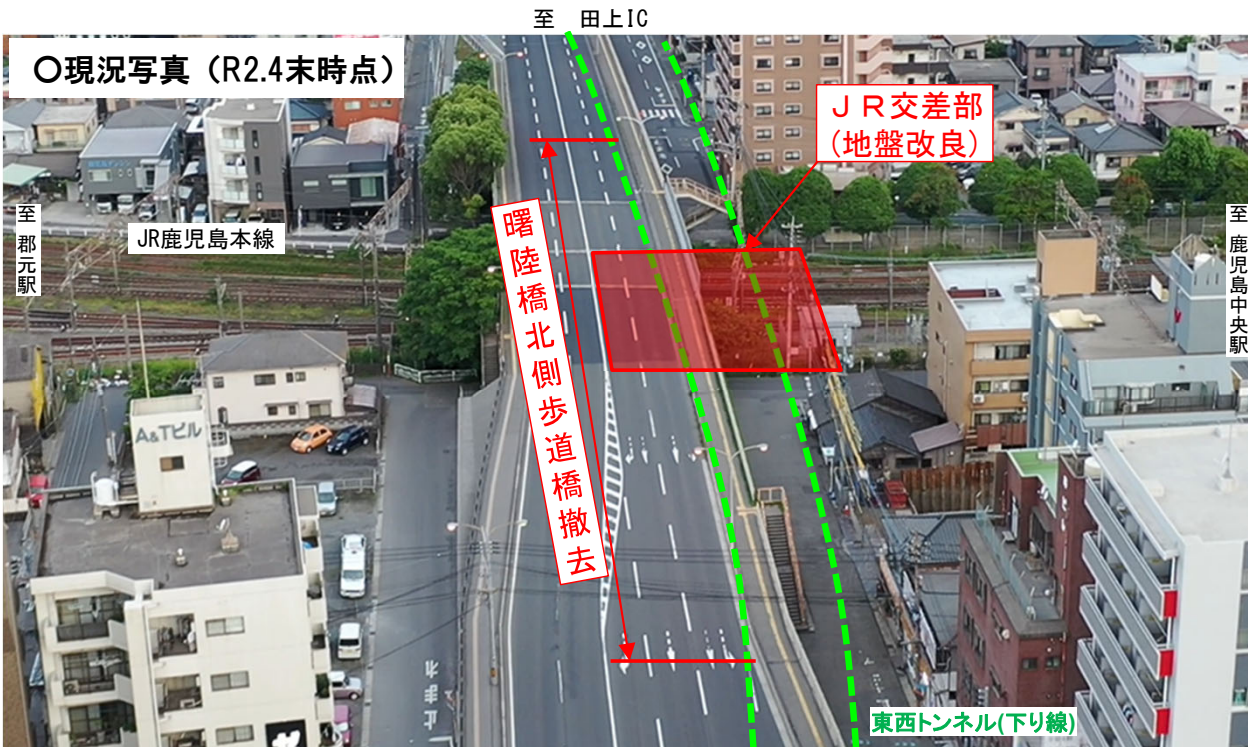 至 田上IC
○現況写真（R2.4末時点）
ＪＲ交差部
(地盤改良)
至 郡元駅
JR鹿児島本線
至 鹿児島中央駅
曙陸橋北側歩道橋撤去
A&Tビル
東西トンネル(下り線)